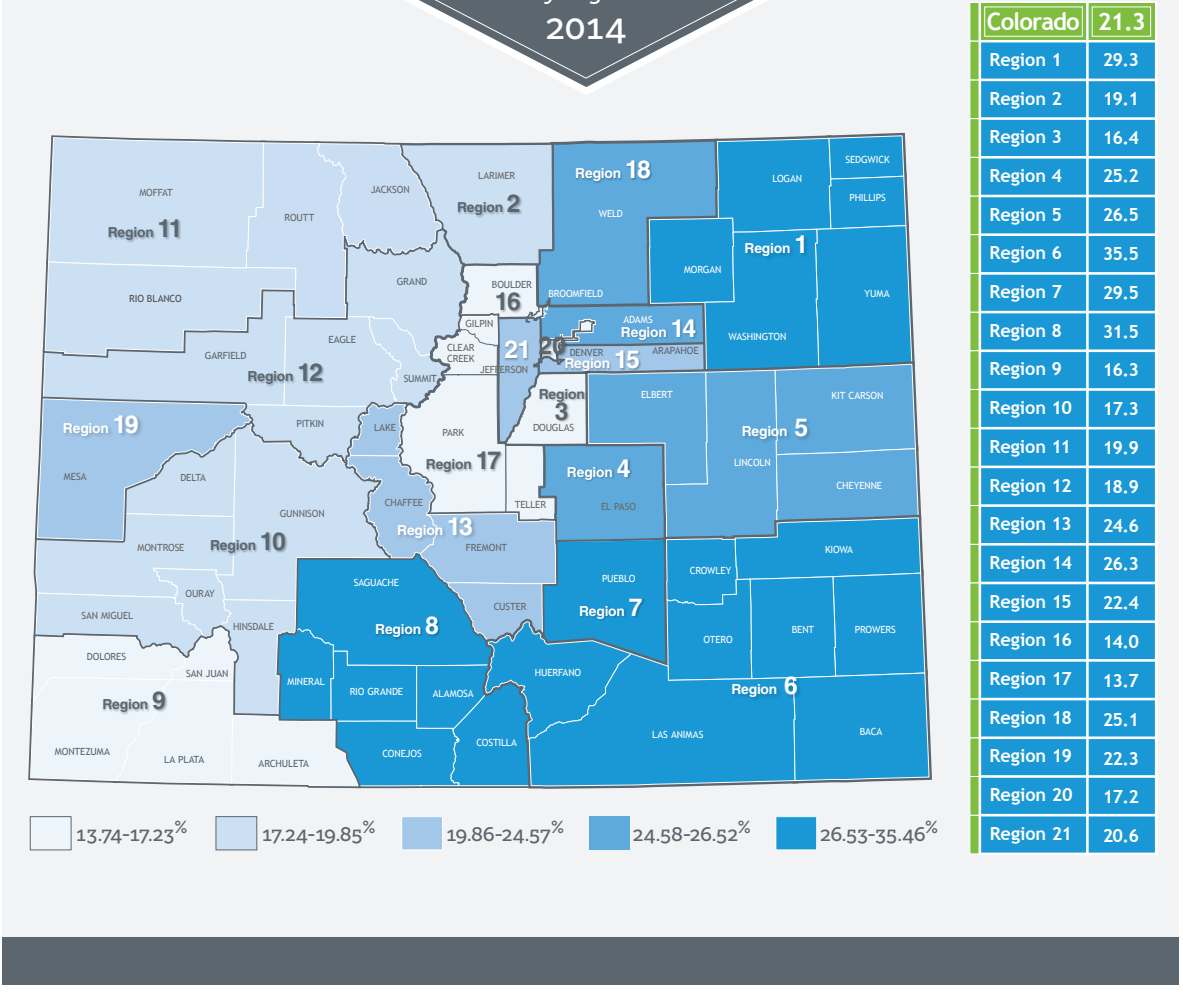 2014
Colorado 21.3
Region 1 29.3
Region 2 19.1
Region 3 16.4
Region 4 25.2
Region 5 26.5
Region 6 35.5
Region 7 29.5
Region 8 31.5
Region 9 16.3
Region 10 17.3
Region 11 19.9
Region 12 18.9
Region 13 24.6
Region 14 26.3
Region 15 22.4
Region 16 14.0
Region 17 13.7
Region 18 25.1
Region 19 22.3
Region 20 17.2
Region 21 20.6
MOFFAT
Region 11
ROUTT
JACKSON
LARIMER
Region 2
Region 18
WELD
LOGAN
SEDGWICK
PHILLIPS
Region 1
MORGAN
YUMA
WASHINGTON
RIO BLANCO
GRAND
BOULDER
16
BROOMFIELD
GILPIN
CLEAR
CREEK
21
JEFFERSON
ADAMS
Region 14
20
DENVER
ARAPAHOE
Region 15
GARFIELD
EAGLE
Region 12
SUMMIT
Region
3
DOUGLAS
ELBERT
KIT CARSON
Region 5
LINCOLN
CHEYENNE
Region 19
MESA
PITKIN
LAKE
PARK
Region 17
TELLER
Region 4
EL PASO
DELTA
GUNNISON
CHAFFEE
Region 13
FREMONT
MONTROSE
Region 10
OURAY
SAN MIGUEL
HINSDALE
SAGUACHE
Region 8
CUSTER
PUEBLO
Region 7
CROWLEY
KIOWA
OTERO
BENT
PROWERS
DOLORES
SAN JUAN
Region 9
MONTEZUMA
LA PLATA
ARCHULETA
MINERAL
RIO GRANDE
ALAMOSA
CONEJOS
COSTILLA
HUERFANO
Region 6
LAS ANIMAS
BACA
13.74-17.23%
17.24-19.85%
19.86-24.57%
24.58-26.52%
26.53-35.46%